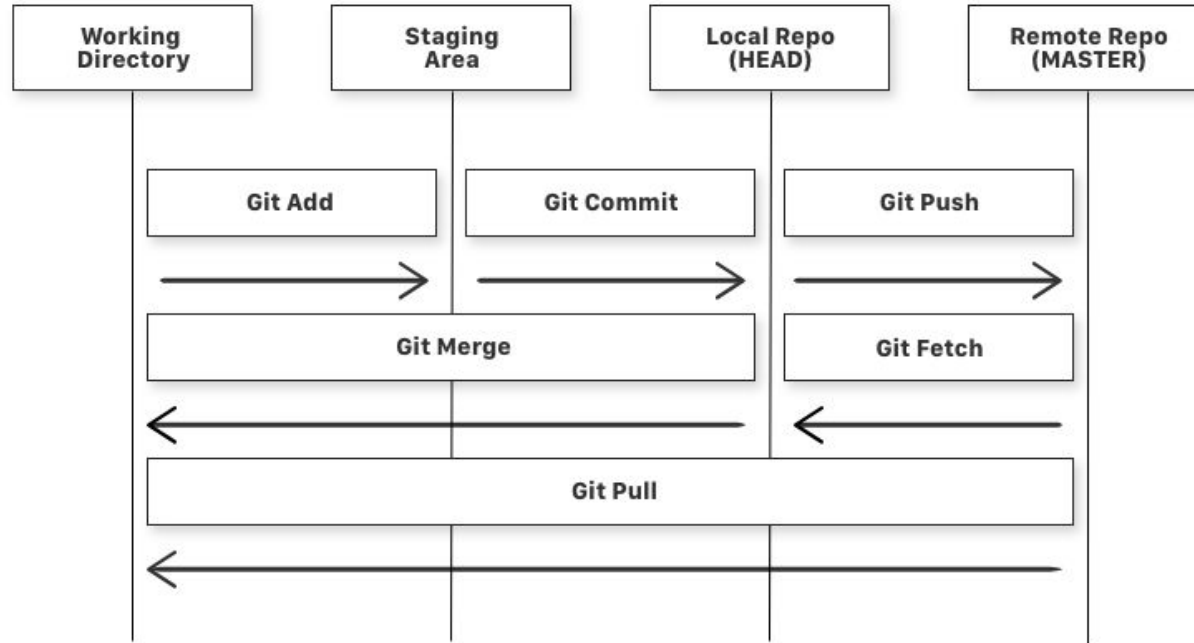 Working
Directory
Staging
Area
Local Repo
(HEAD)
Remote Repo
(MASTER)
Git Add
Git Commit
Git Push
Git Merge
Git Fetch
Git Pull